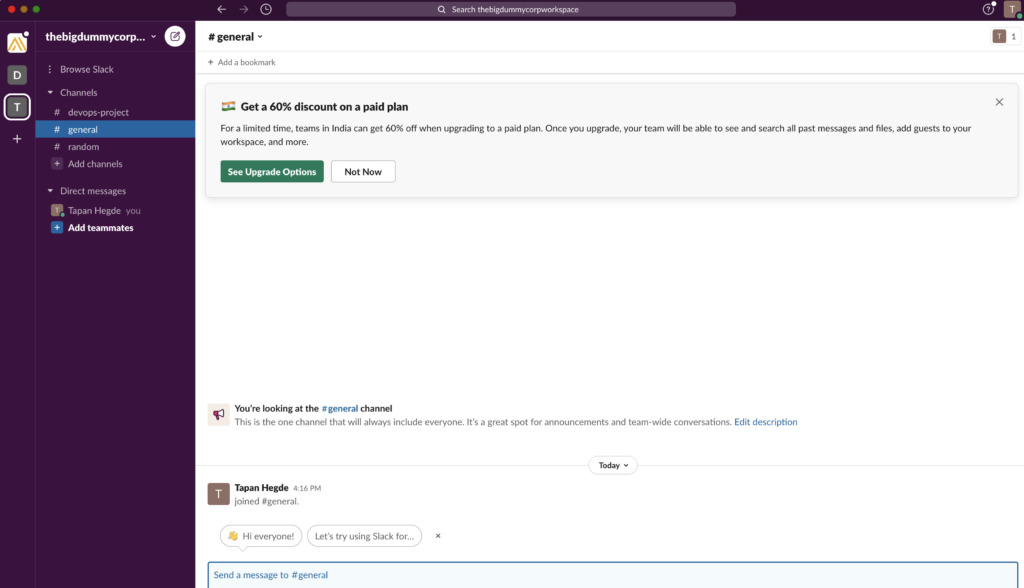 Search thebigdummycorpworkspace
T
thebigdummycorp...
# general
T 1
D
T
+
Browse Slack
Channels
# devops-project
# general
# random
+ Add channels
Direct messages
T Tapan Hegde you
+ Add teammates
+ Add a bookmark
Get a 60% discount on a paid plan
For a limited time, teams in India can get 60% off when upgrading to a paid plan. Once you upgrade, your team will be able to see and search all past messages and files, add guests to your
workspace, and more.
See Upgrade Options
Not Now
You're looking at the #general channel
This is the one channel that will always include everyone. It's a great spot for announcements and team-wide conversations. Edit description
Today
T
Tapan Hegde 4:16 PM
joined #general.
Hi everyone!
Let's try using Slack for...
Send a message to #general